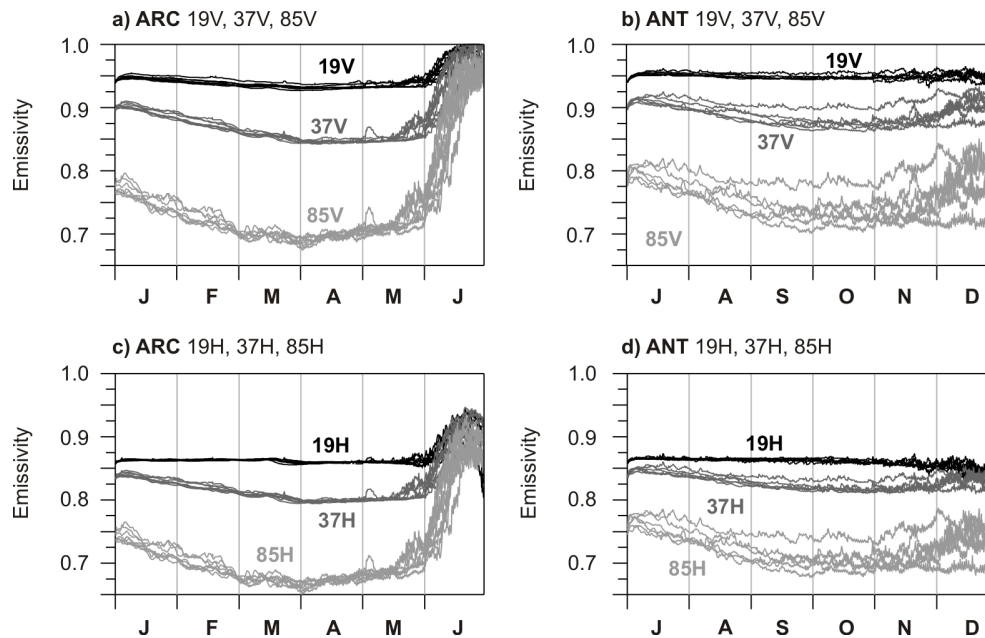 a) ARC 19V, 37V, 85V
1.0
0.9
0.8
0.7
Emissivity
19V
37V
85V
J F M A M J
b) ANT 19V, 37V, 85V
1.0
0.9
0.8
0.7
Emissivity
19V
37V
85V
J A S O N D
c) ARC 19H, 37H, 85H
1.0
0.9
0.8
0.7
Emissivity
19H
37H
85H
J F M A M J
d) ANT 19H, 37H, 85H
1.0
0.9
0.8
0.7
Emissivity
19H
37H
85H
J A S O N D